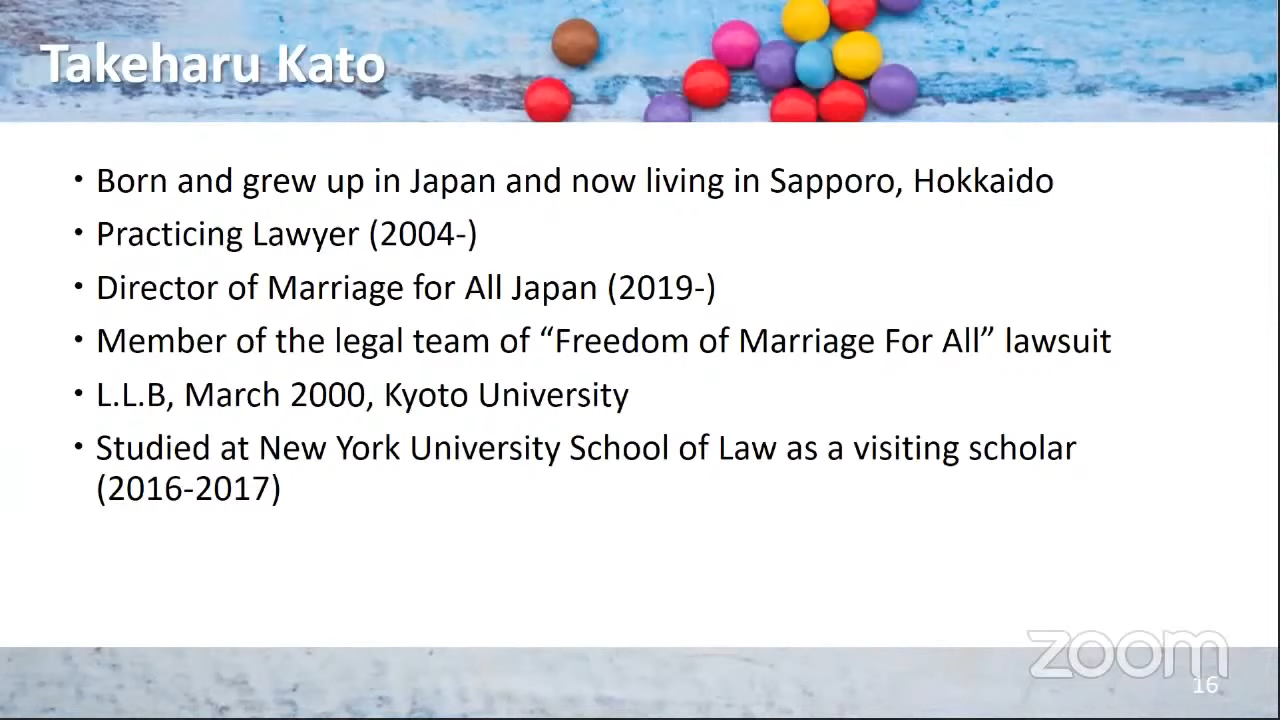 Takeharu Kato
• Born and grew up in Japan and now living in Sapporo, Hokkaido
• Practicing Lawyer (2004-)
• Director of Marriage for All Japan (2019-)
• Member of the legal team of “Freedom of Marriage For All” lawsuit
• L.L.B, March 2000, Kyoto University
• Studied at New York University School of Law as a visiting scholar
(2016-2017)
zoom
16